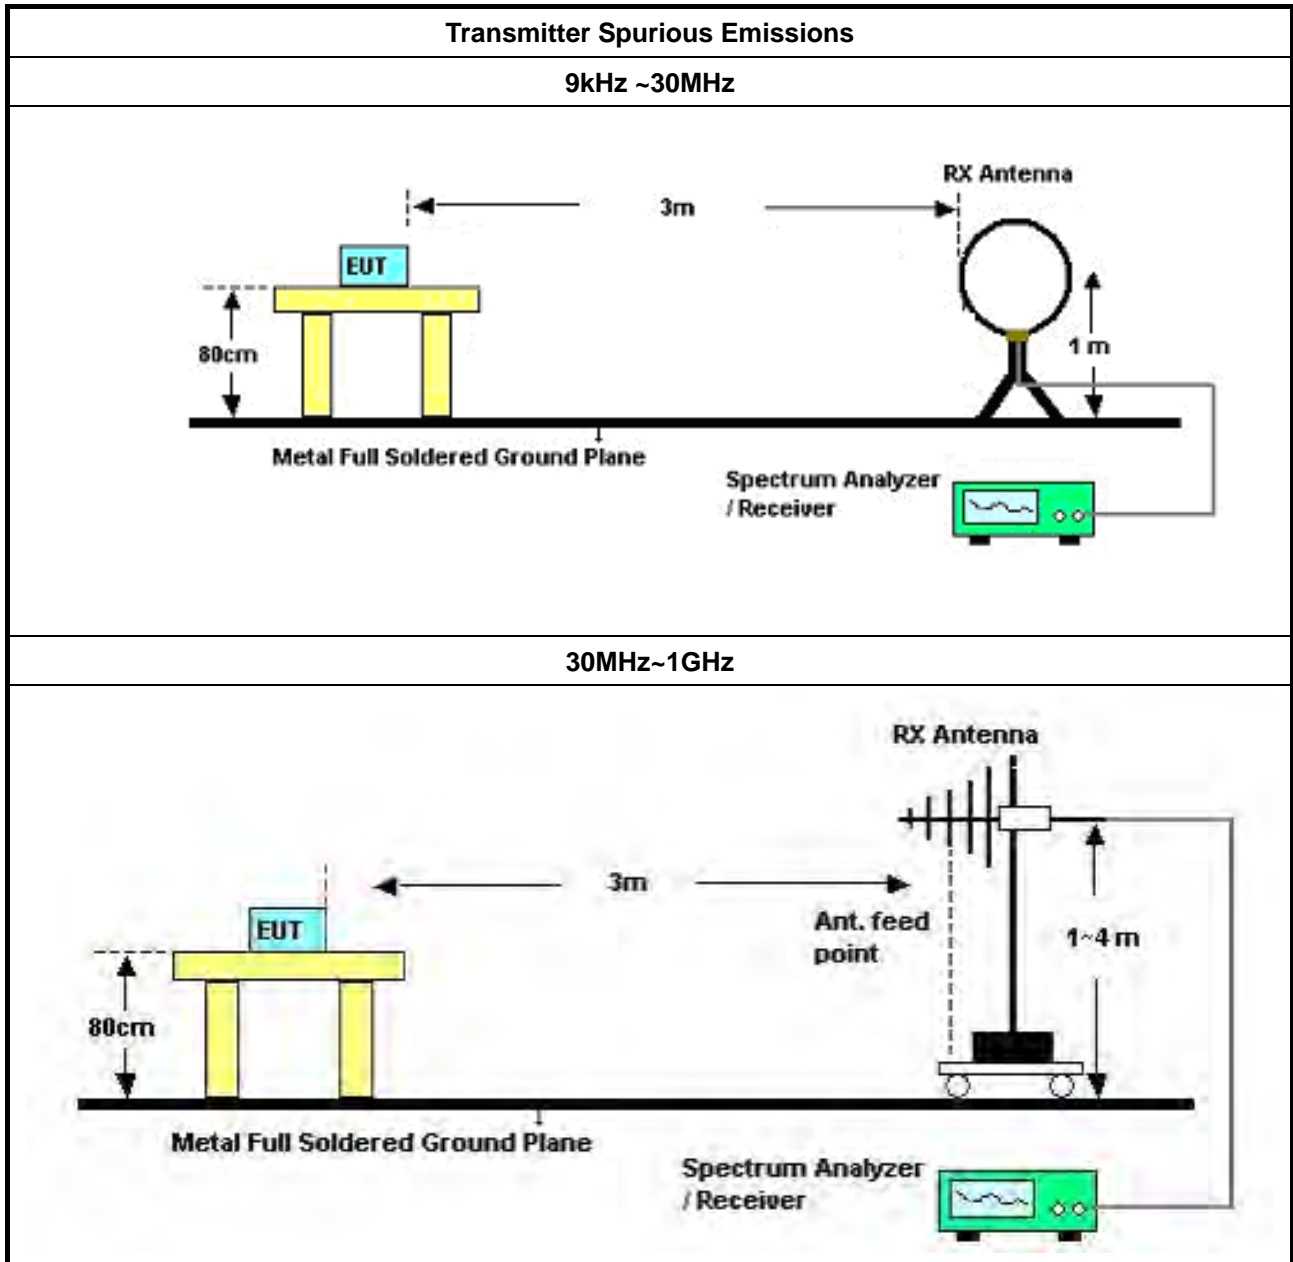 Transmitter Spurious Emissions
9kHz ~30MHz
RX Antenna
3m
EUT
80cm
1 m
Metal Full Soldered Ground Plane
Spectrum Analyzer
/ Receiver
30MHz~1GHz
RX Antenna
3m
EUT
Ant. feed
point
1~4 m
80cm
Metal Full Soldered Ground Plane
Spectrum Analyzer
/ Receiver